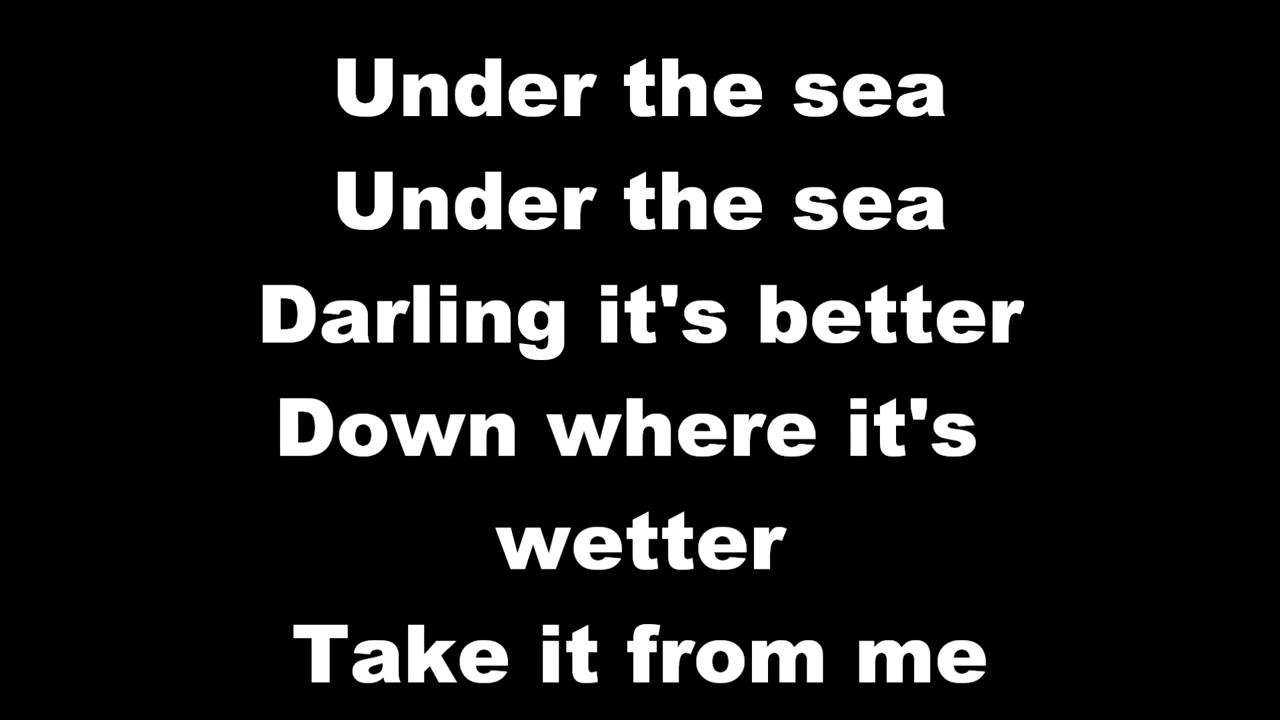 Under the sea
Under the sea
Darling it's better
Down where it's
wetter
Take it from me